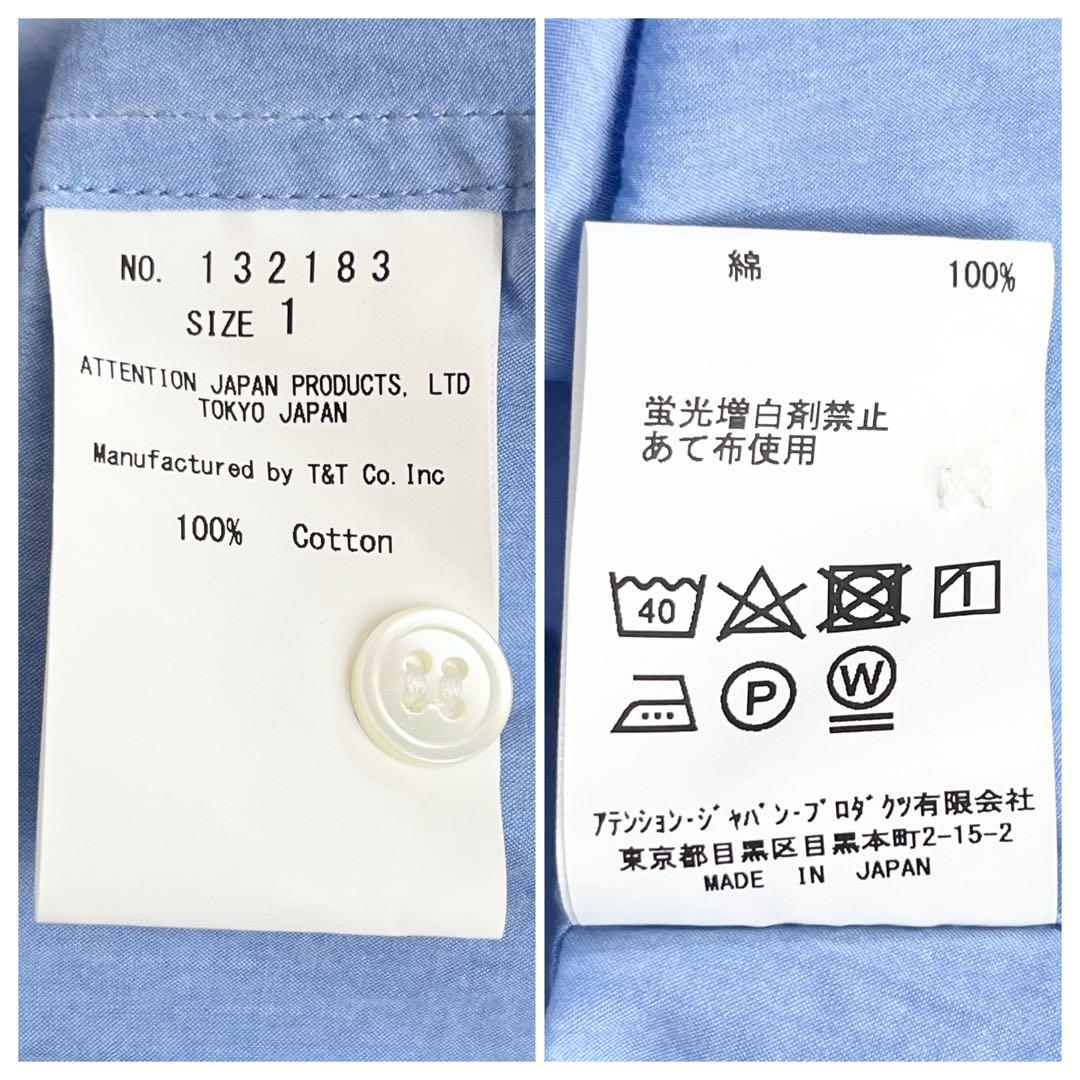 NO. 132183
SIZE 1
ATTENTION JAPAN PRODUCTS, LTD
TOKYO JAPAN
Manufactured by T&T Co. Inc
100% Cotton
綿 100%
蛍光増白剤禁止
あて布使用
40
P
W
ｱﾃﾝｼｮﾝ･ｼﾞｬﾊﾟﾝ･ﾌﾟﾛﾀﾞｸﾂ有限会社
東京都目黒区目黒本町2-15-2
MADE IN JAPAN